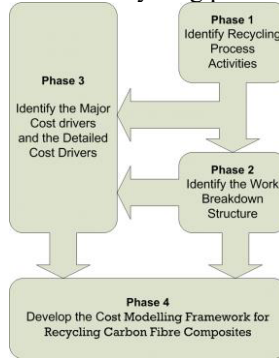 Phase 1
Identify Recycling
Process
Activities
Phase 3
Identify the Major
Cost drivers
and the Detailed
Cost Drivers
Phase 2
Identify the Work
Breakdown
Structure
Phase 4
Develop the Cost Modelling Framework for
Recycling Carbon Fibre Composites